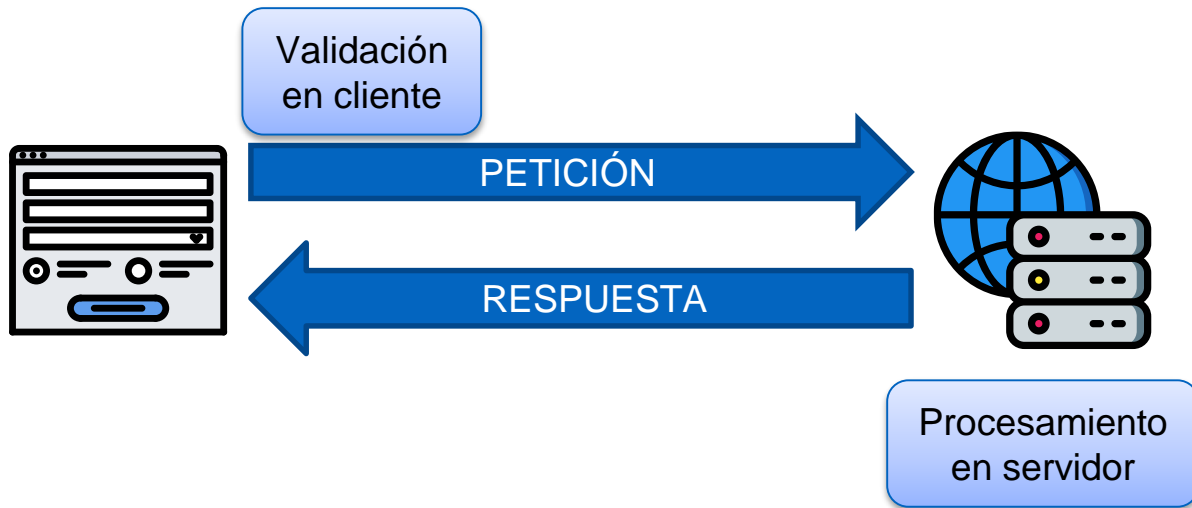 Validación
en cliente
PETICIÓN
RESPUESTA
Procesamiento
en servidor